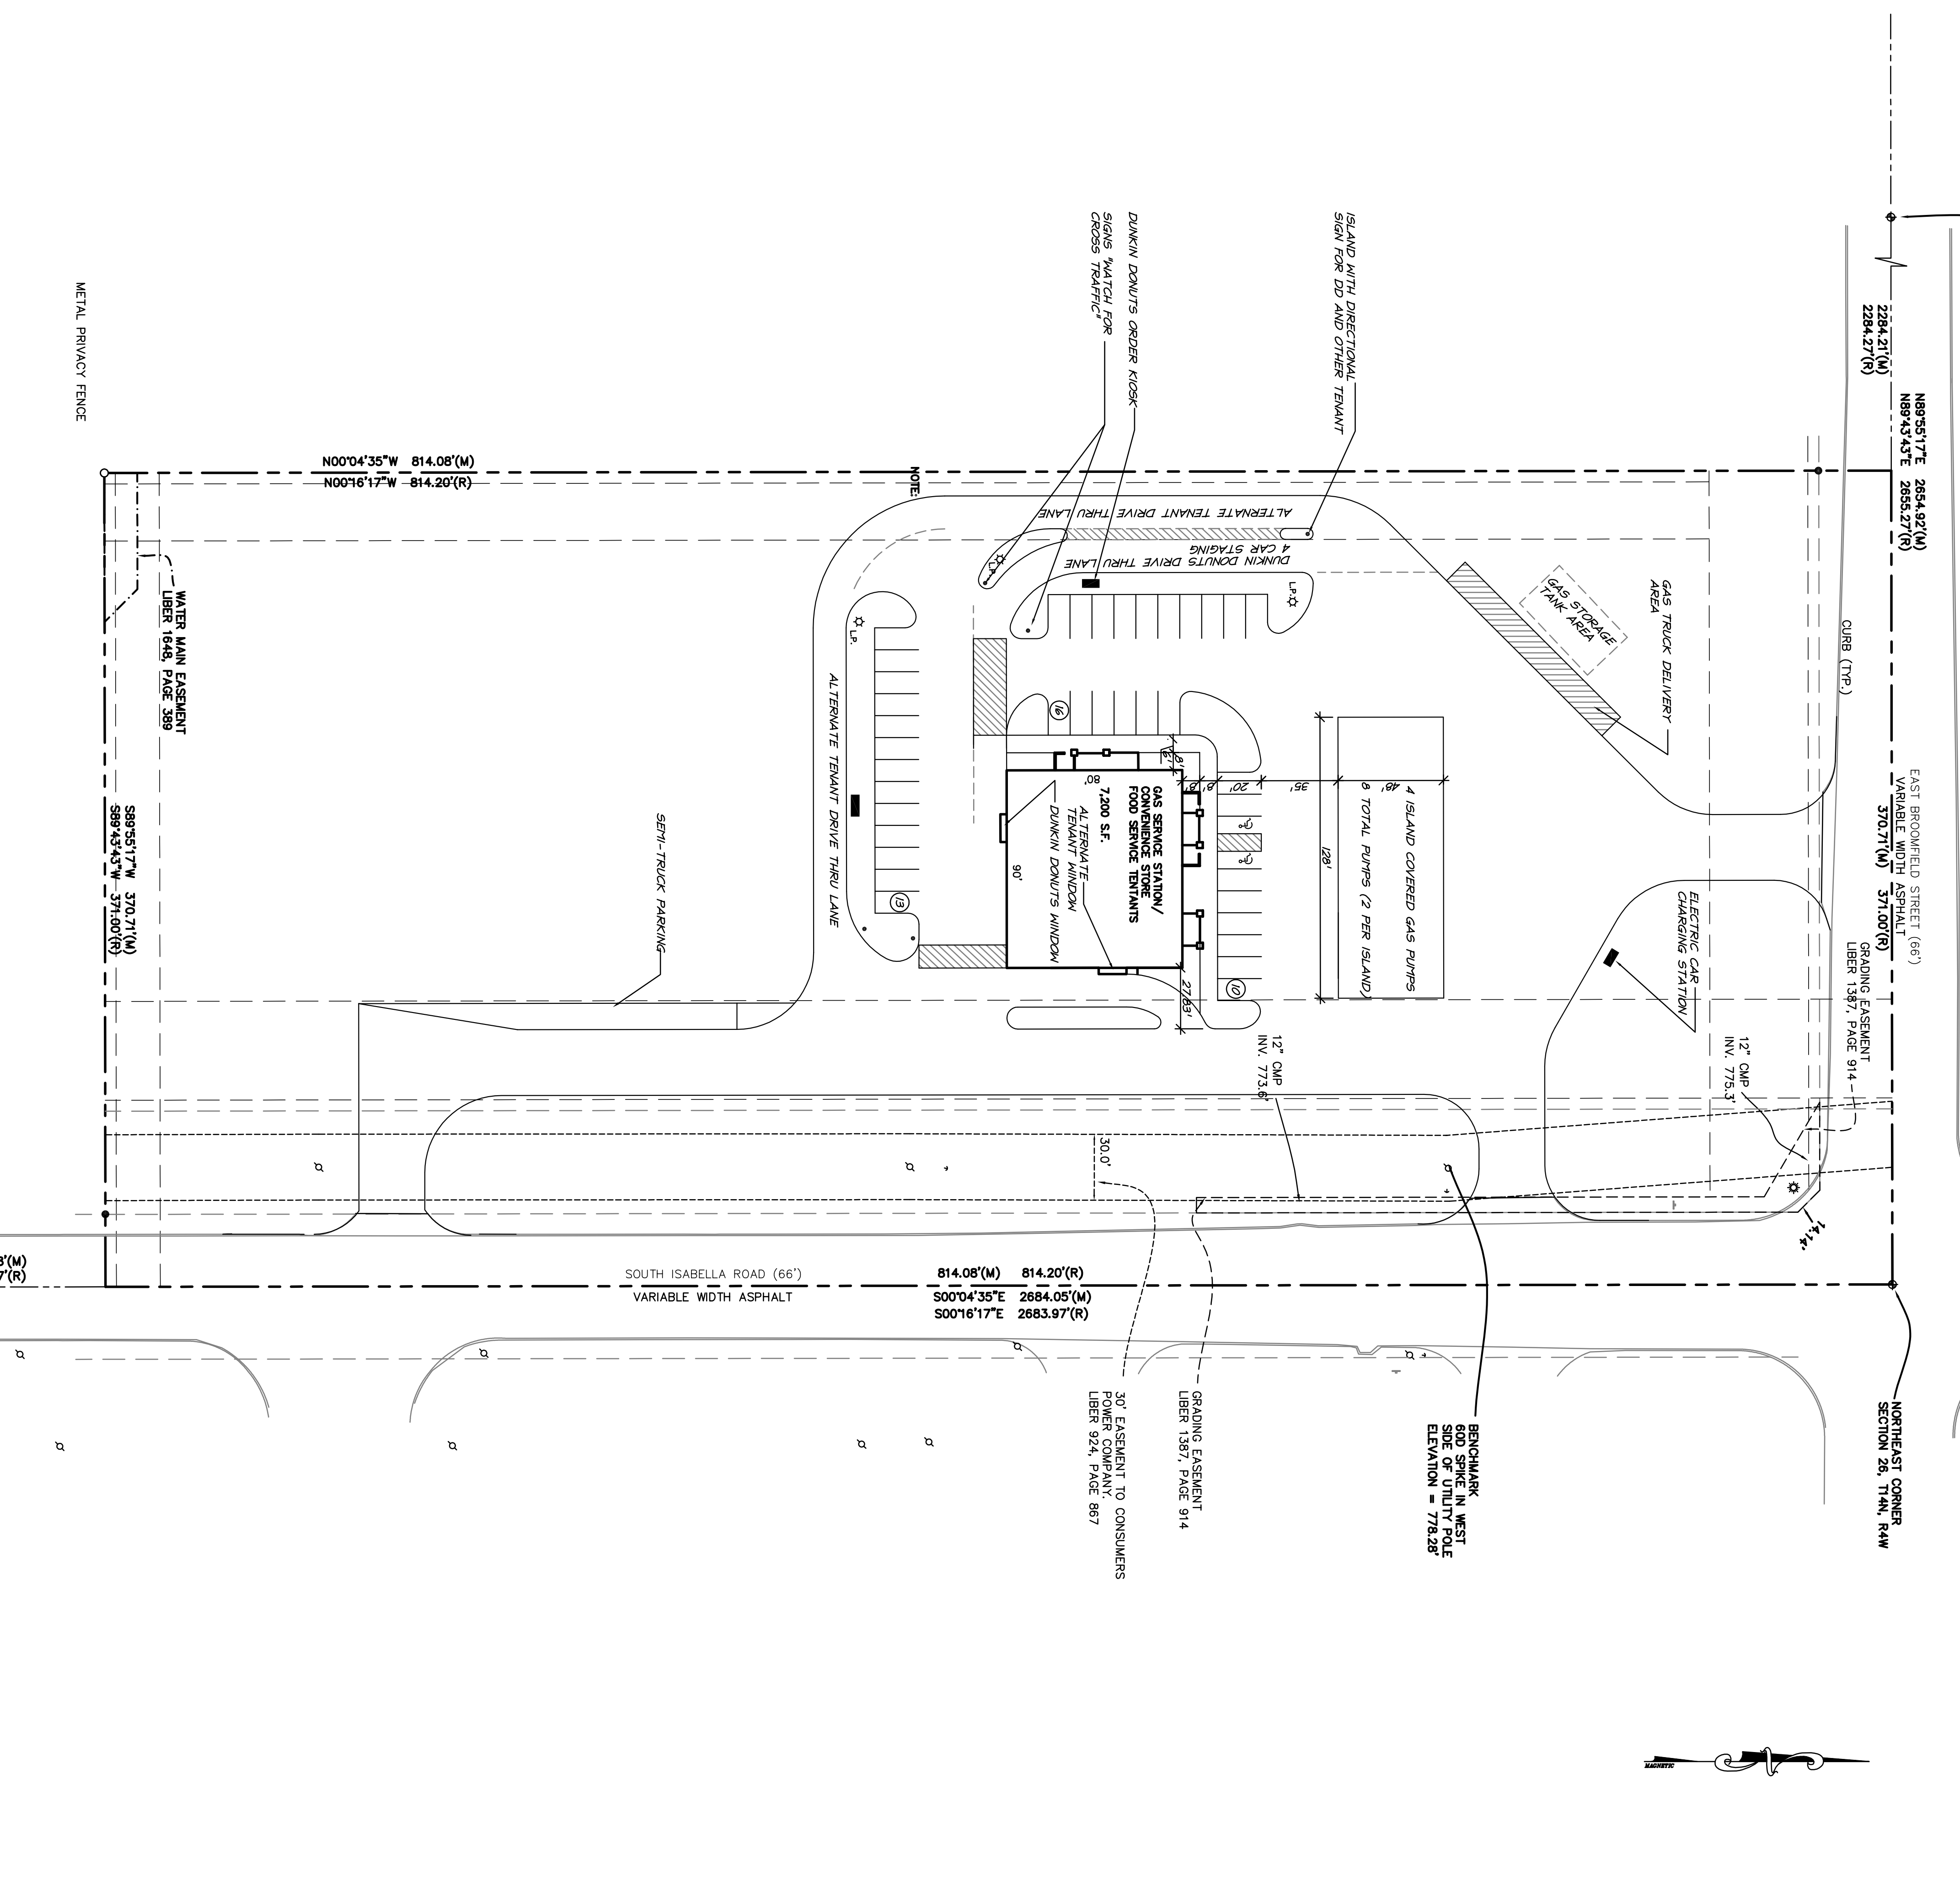 ISLAND WITH DIRECTIONAL
SIGN FOR DD AND OTHER TENANT
DUNKIN DONUTS ORDER KIOSK
SIGNS "WATCH FOR
CROSS TRAFFIC"
METAL PRIVACY FENCE
2284.21'(M)
2284.27'(R)
N89°55'17"E 2654.92'(M)
N89°43'43"E 2655.27'(R)
N00°04'35"W 814.08'(M)
N00°16'17"W 814.20'(R)
NOTE:
ALTERNATE TENANT DRIVE THRU LANE
4 CAR STAGING
DUNKIN DONUTS DRIVE THRU LANE
L.P.
L.P.
L.P.
GAS STORAGE
TANK AREA
GAS TRUCK DELIVERY
AREA
CURB (TYP.)
WATER MAIN EASEMENT
LIBER 1648, PAGE 389
ALTERNATE TENANT DRIVE THRU LANE
16
13
10
80'
90'
GAS SERVICE STATION/
CONVENIENCE STORE
FOOD SERVICE TENTANTS
7,200 S.F.
ALTERNATE
TENANT WINDOW
DUNKIN DONUTS WINDOW
8'
8'
8'
20'
35'
48'
128'
27.83'
4 ISLAND COVERED GAS PUMPS
8 TOTAL PUMPS (2 PER ISLAND)
EAST BROOMFIELD STREET (66')
VARIABLE WIDTH ASPHALT
370.71'(M) 371.00'(R)
S89°55'17"W 370.71'(M)
S89°43'43"W 371.00'(R)
SEMI-TRUCK PARKING
ELECTRIC CAR
CHARGING STATION
GRADING EASEMENT
LIBER 1387, PAGE 914
12" CMP
INV. 775.3'
12" CMP
INV. 773.6'
30.0'
14.14'
SOUTH ISABELLA ROAD (66')
VARIABLE WIDTH ASPHALT
814.08'(M) 814.20'(R)
S00°04'35"E 2684.05'(M)
S00°16'17"E 2683.97'(R)
'(M)
7'(R)
GRADING EASEMENT
LIBER 1387, PAGE 914
30' EASEMENT TO CONSUMERS
POWER COMPANY.
LIBER 924, PAGE 867
BENCHMARK
60D SPIKE IN WEST
SIDE OF UTILITY POLE
ELEVATION = 778.28'
NORTHEAST CORNER
SECTION 26, T14N, R4W
MAGNETIC